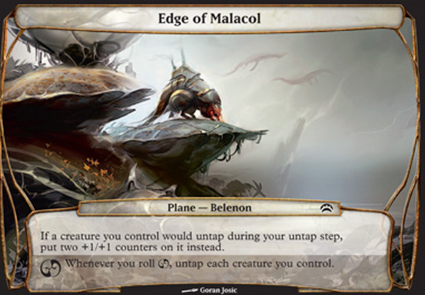 Edge of Malacol
Plane — Belenon
If a creature you control would untap during your untap step,
put two +1/+1 counters on it instead.
Whenever you roll , untap each creature you control.
Goran Josic